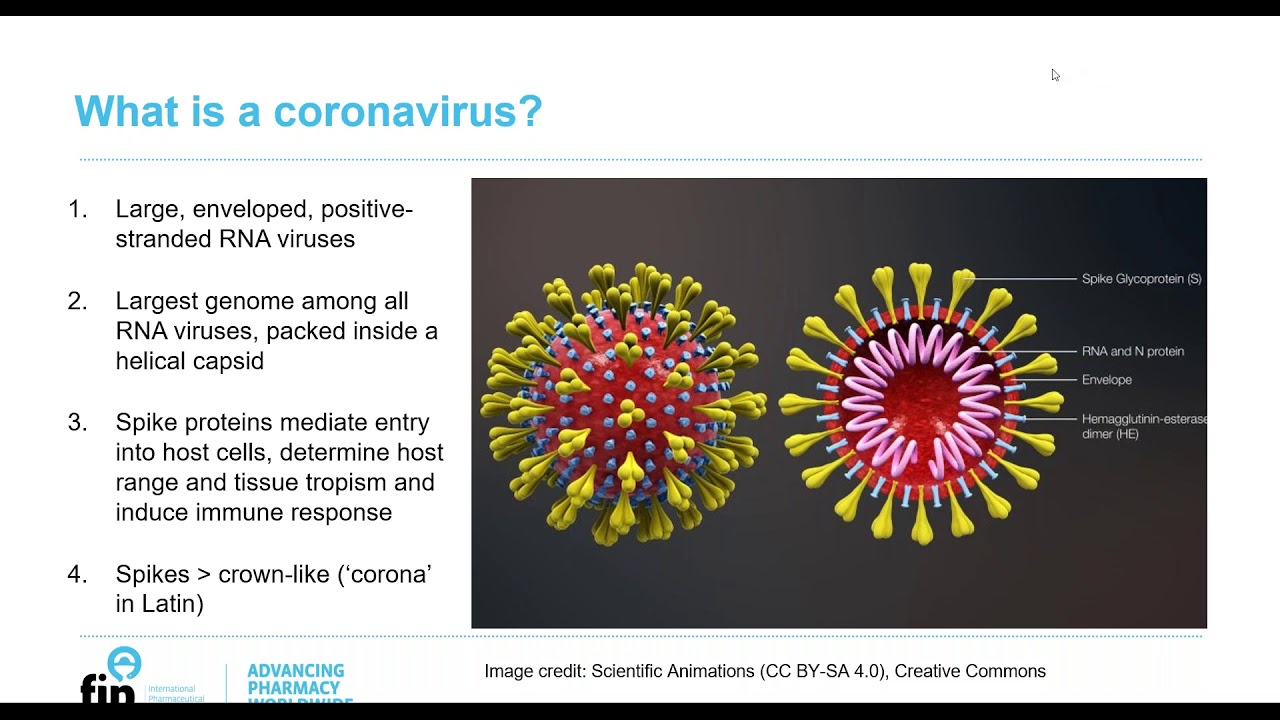 What is a coronavirus?
1. Large, enveloped, positive-
stranded RNA viruses
2. Largest genome among all
RNA viruses, packed inside a
helical capsid
3. Spike proteins mediate entry
into host cells, determine host
range and tissue tropism and
induce immune response
4. Spikes > crown-like (‘corona’
in Latin)
Spike Glycoprotein (S)
RNA and N protein
Envelope
Hemagglutinin-esterase
dimer (HE)
fip
International
Pharmaceutical
ADVANCING
PHARMACY
WORLDWIDE
Image credit: Scientific Animations (CC BY-SA 4.0), Creative Commons